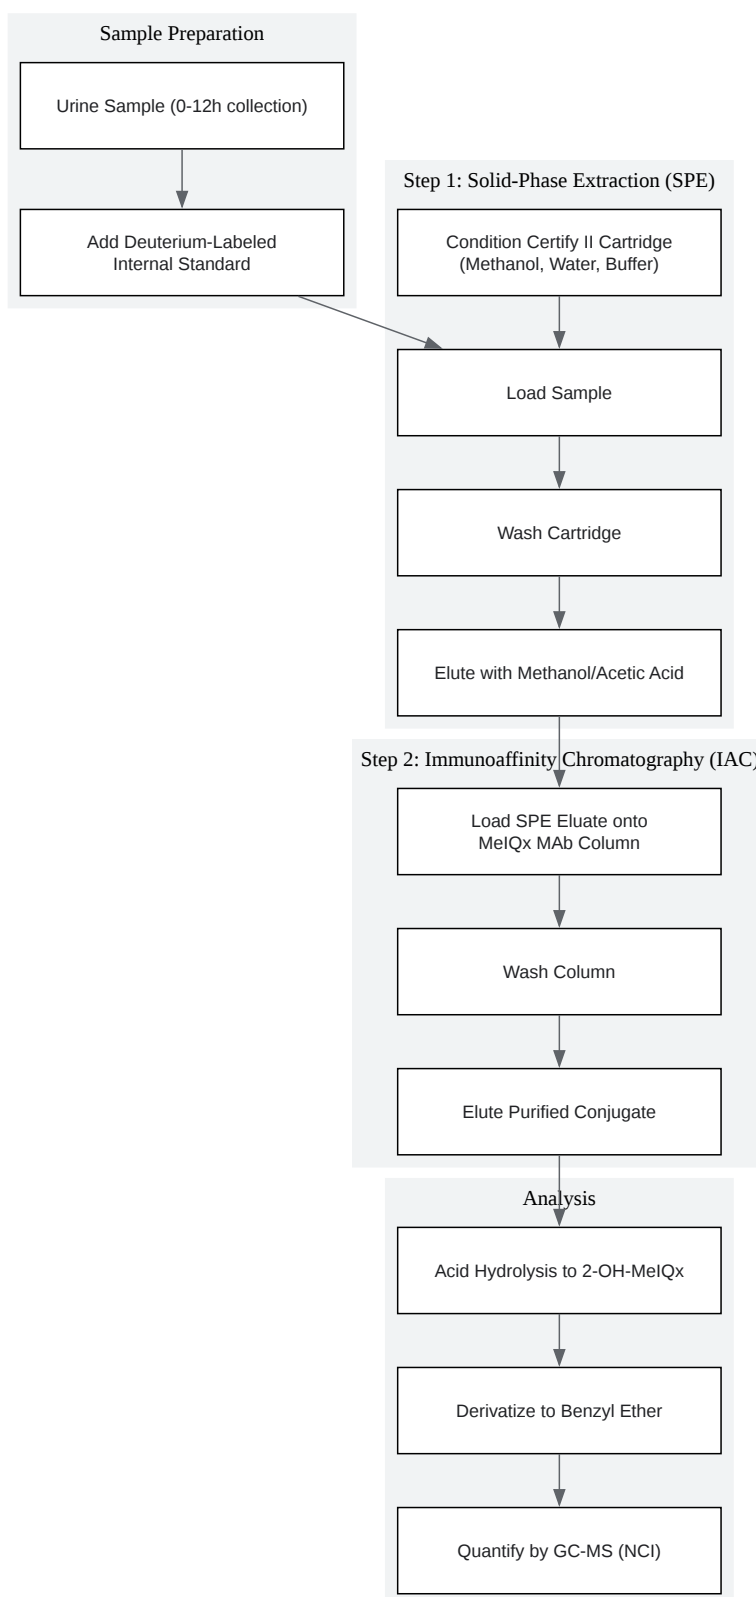 Sample Preparation
Urine Sample (0-12h collection)
Add Deuterium-Labeled
Internal Standard
Step 1: Solid-Phase Extraction (SPE)
Condition Certify II Cartridge
(Methanol, Water, Buffer)
Load Sample
Wash Cartridge
Elute with Methanol/Acetic Acid
Step 2: Immunoaffinity Chromatography (IAC)
Load SPE Eluate onto
MeIQx MAb Column
Wash Column
Elute Purified Conjugate
Analysis
Acid Hydrolysis to 2-OH-MeIQx
Derivatize to Benzyl Ether
Quantify by GC-MS (NCI)